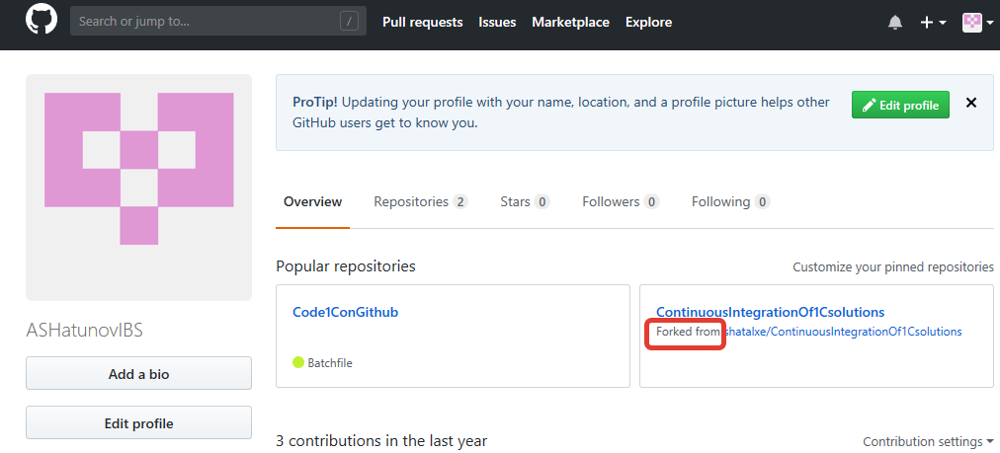 Search or jump to... / Pull requests Issues Marketplace Explore
ProTip! Updating your profile with your name, location, and a profile picture helps other
GitHub users get to know you.
Edit profile
Overview Repositories 2 Stars 0 Followers 0 Following 0
Popular repositories Customize your pinned repositories
Code1ConGithub
Batchfile
ContinuousIntegrationOf1Csolutions
Forked from shatalxe/ContinuousIntegrationOf1Csolutions
ASHatunovIBS
Add a bio
Edit profile
3 contributions in the last year Contribution settings